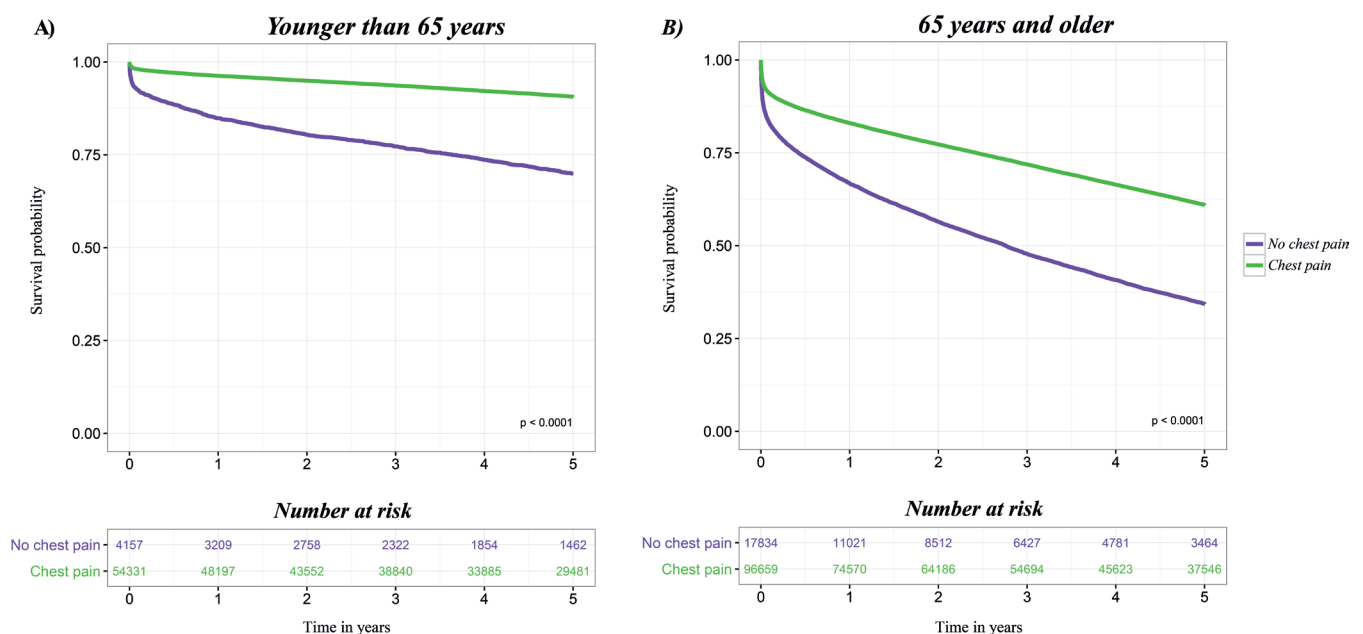 A) Younger than 65 years
1.00
0.75
0.50
0.25
0.00
Survival probability
p < 0.0001
0 1 2 3 4 5
Number at risk
No chest pain 4157 3209 2758 2322 1854 1462
Chest pain 54331 48197 43552 38840 33885 29481
0 1 2 3 4 5
Time in years
B) 65 years and older
1.00
0.75
0.50
0.25
0.00
Survival probability
p < 0.0001
0 1 2 3 4 5
Number at risk
No chest pain 17834 11021 8512 6427 4781 3464
Chest pain 96659 74570 64186 54694 45623 37546
0 1 2 3 4 5
Time in years
No chest pain
Chest pain